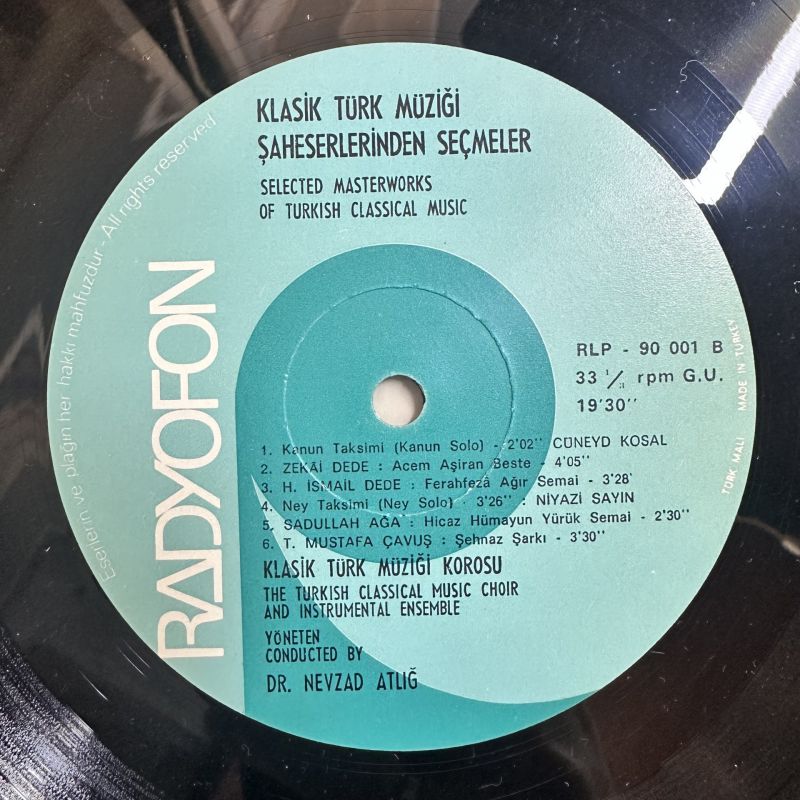 KLASİK TÜRK MÜZİĞİ
ŞAHESERLERİNDEN SEÇMELER
SELECTED MASTERWORKS
OF TURKISH CLASSICAL MUSIC
Eserlerin ve plağın her hakkı mahfuzdur - All rights reserved
RADYOFON
RLP - 90 001 B
33 1/3 rpm G.U.
19'30''
TÜRK MALI MADE IN TURKEY
1. Kanun Taksimi (Kanun Solo) - 2'02'' CÜNEYD KOSAL
2. ZEKAİ DEDE : Acem Aşiran Beste - 4'05''
3. H. İSMAİL DEDE : Ferahfezâ Ağır Semai - 3'28'
4. Ney Taksimi (Ney Solo) - 3'26'' : NİYAZİ SAYIN
5. SADULLAH AĞA : Hicaz Hümayun Yürük Semai - 2'30''
6. T. MUSTAFA ÇAVUŞ : Şehnaz Şarkı - 3'30''
KLASİK TÜRK MÜZİĞİ KOROSU
THE TURKISH CLASSICAL MUSIC CHOIR
AND INSTRUMENTAL ENSEMBLE
YÖNETEN
CONDUCTED BY
DR. NEVZAD ATLIĞ